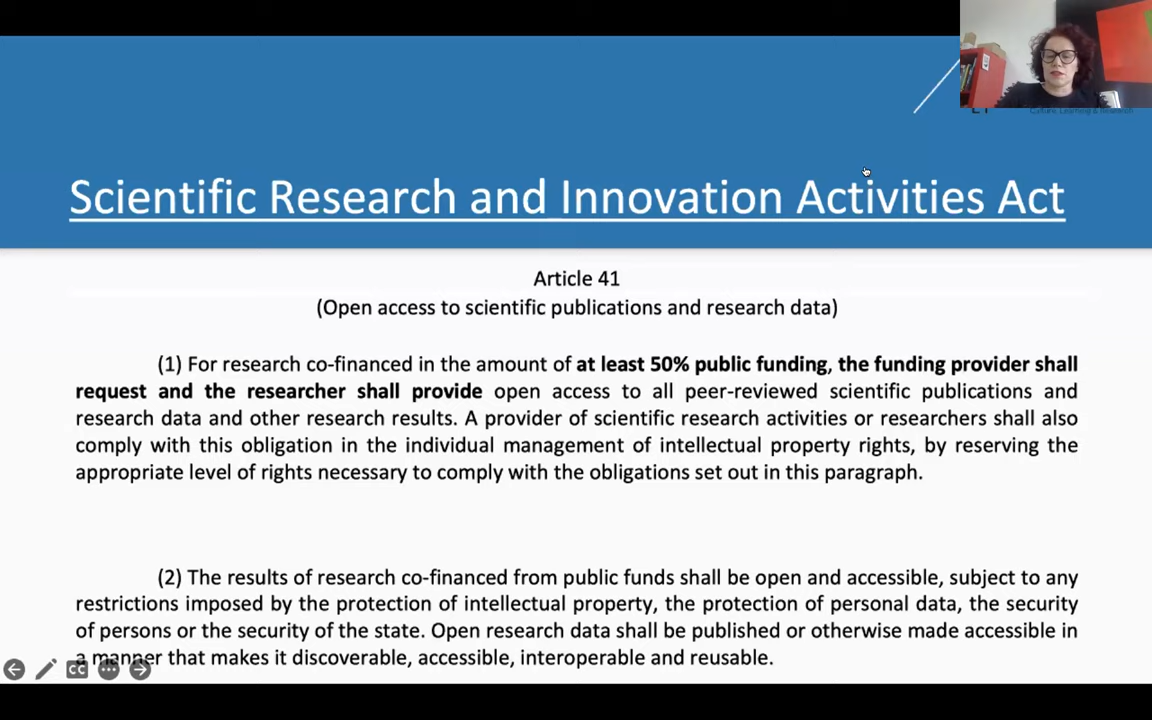 Scientific Research and Innovation Activities Act
Article 41
(Open access to scientific publications and research data)
(1) For research co-financed in the amount of at least 50% public funding, the funding provider shall
request and the researcher shall provide open access to all peer-reviewed scientific publications and
research data and other research results. A provider of scientific research activities or researchers shall also
comply with this obligation in the individual management of intellectual property rights, by reserving the
appropriate level of rights necessary to comply with the obligations set out in this paragraph.
(2) The results of research co-financed from public funds shall be open and accessible, subject to any
restrictions imposed by the protection of intellectual property, the protection of personal data, the security
of persons or the security of the state. Open research data shall be published or otherwise made accessible in
a manner that makes it discoverable, accessible, interoperable and reusable.
CC